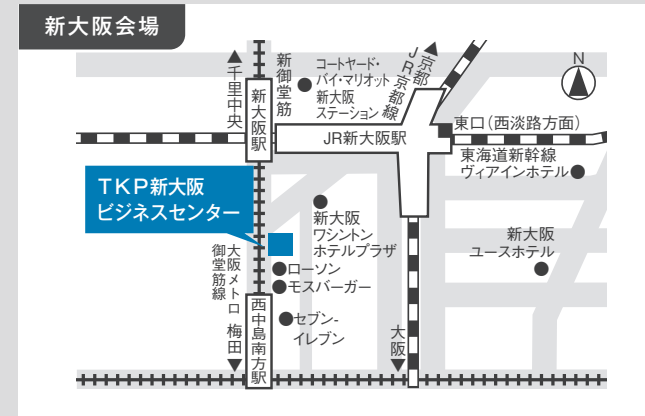 新大阪会場
千里中央
新御堂筋
コートヤード・
バイ・マリオット
新大阪
ステーション
京都
JR京都線
N
新大阪駅
JR新大阪駅
東口(西淡路方面)
東海道新幹線
ヴィアインホテル
TKP新大阪
ビジネスセンター
新大阪
ワシントン
ホテルプラザ
新大阪
ユースホテル
大阪メトロ
御堂筋線
ローソン
モスバーガー
セブン-
イレブン
西中島南方駅
梅田
大阪